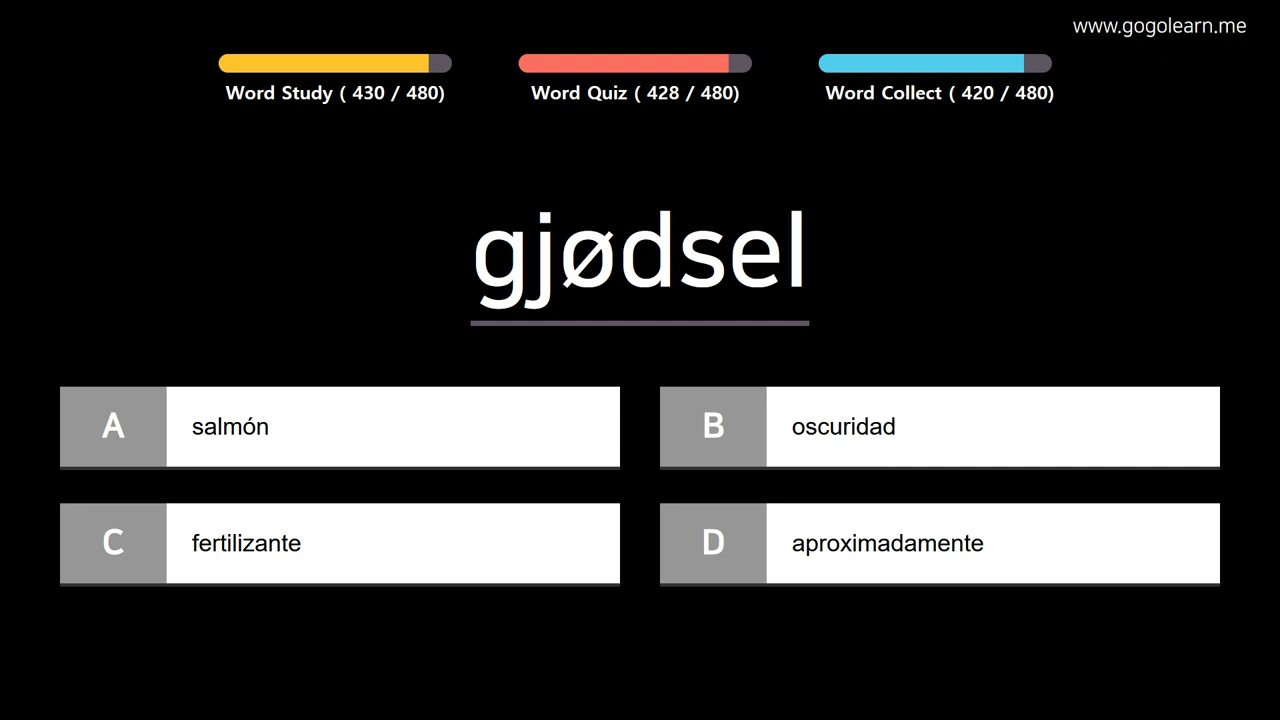 www.gogolearn.me
Word Study ( 430 / 480)
Word Quiz ( 428 / 480)
Word Collect ( 420 / 480)
gjødsel
A salmón
B oscuridad
C fertilizante
D aproximadamente